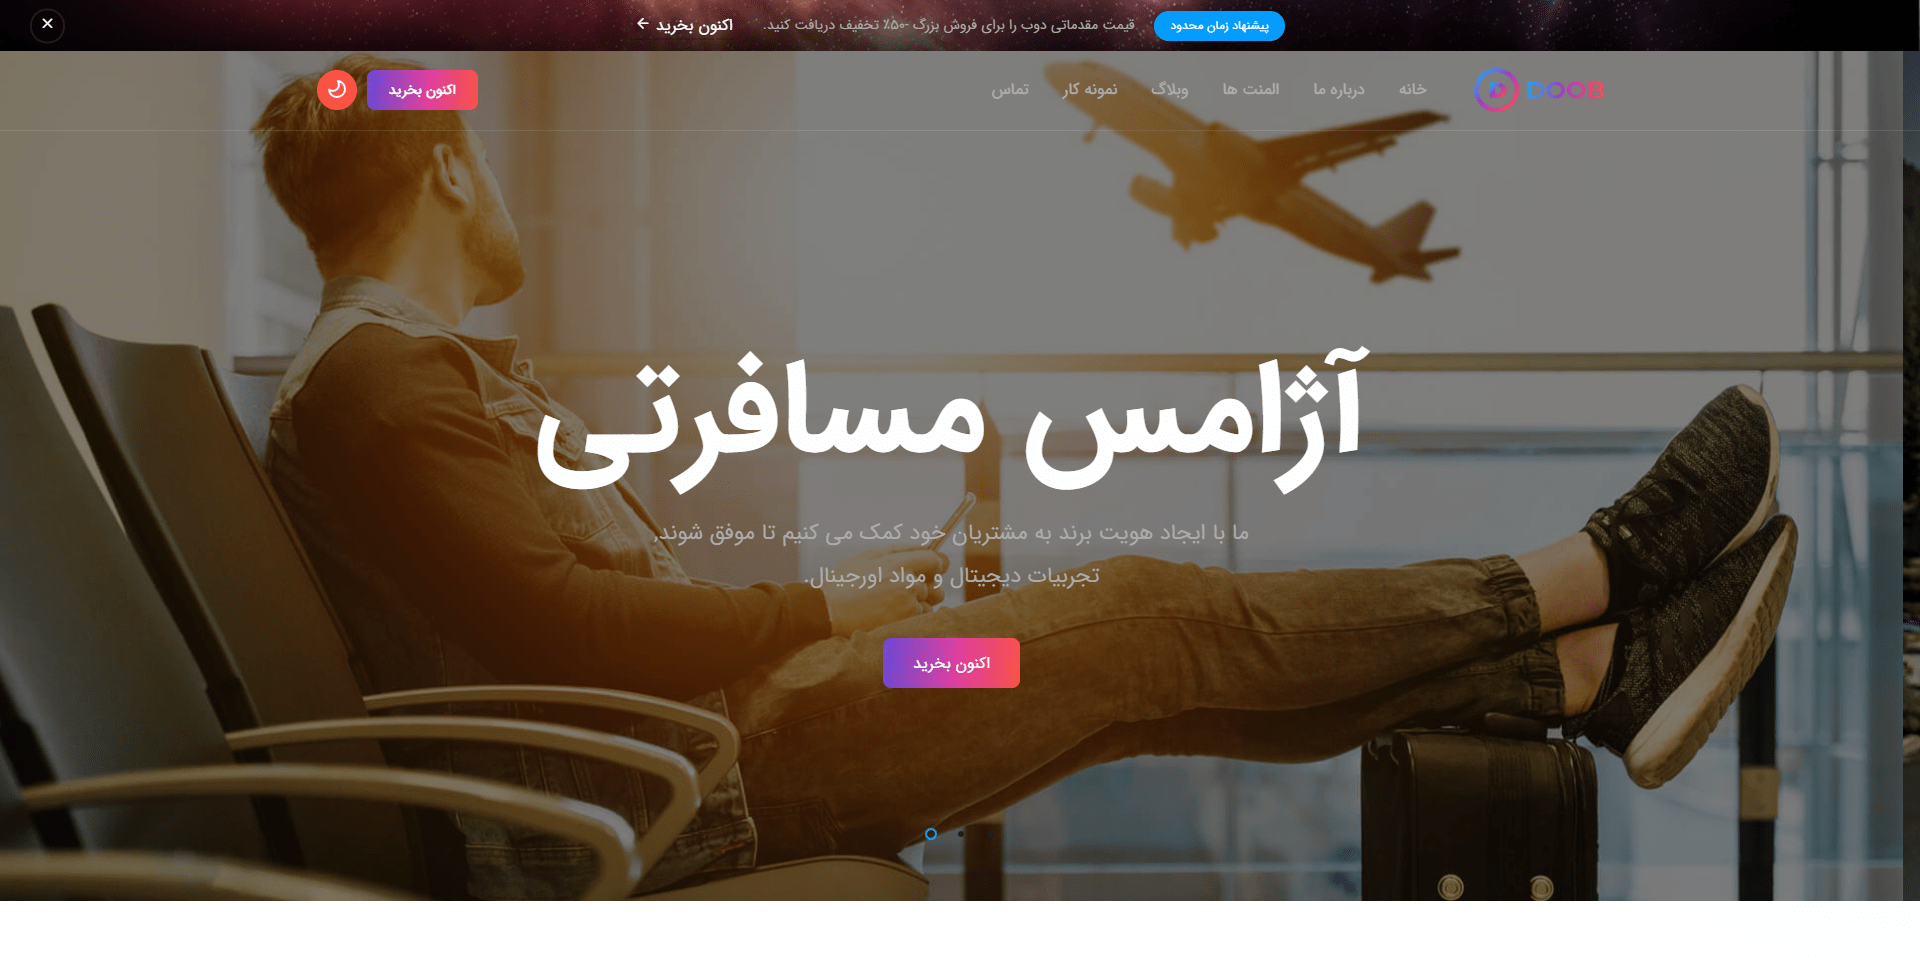 پیشنهاد زمان محدود
قیمت مقدماتی دوب را برای فروش بزرگ -۵۰٪ تخفیف دریافت کنید.
اکنون بخرید
DOOB
خانه
درباره ما
المنت ها
وبلاگ
نمونه کار
تماس
اکنون بخرید
آژامس مسافرتی
ما با ایجاد هویت برند به مشتریان خود کمک می کنیم تا موفق شوند,
تجربیات دیجیتال و مواد اورجینال.
اکنون بخرید